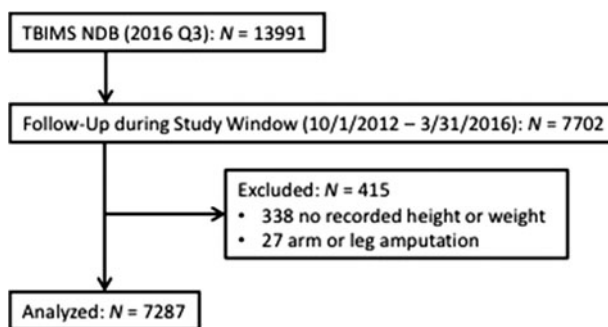 TBIMS NDB (2016 Q3): N = 13991
Follow-Up during Study Window (10/1/2012 – 3/31/2016): N = 7702
Excluded: N = 415
• 338 no recorded height or weight
• 27 arm or leg amputation
Analyzed: N = 7287